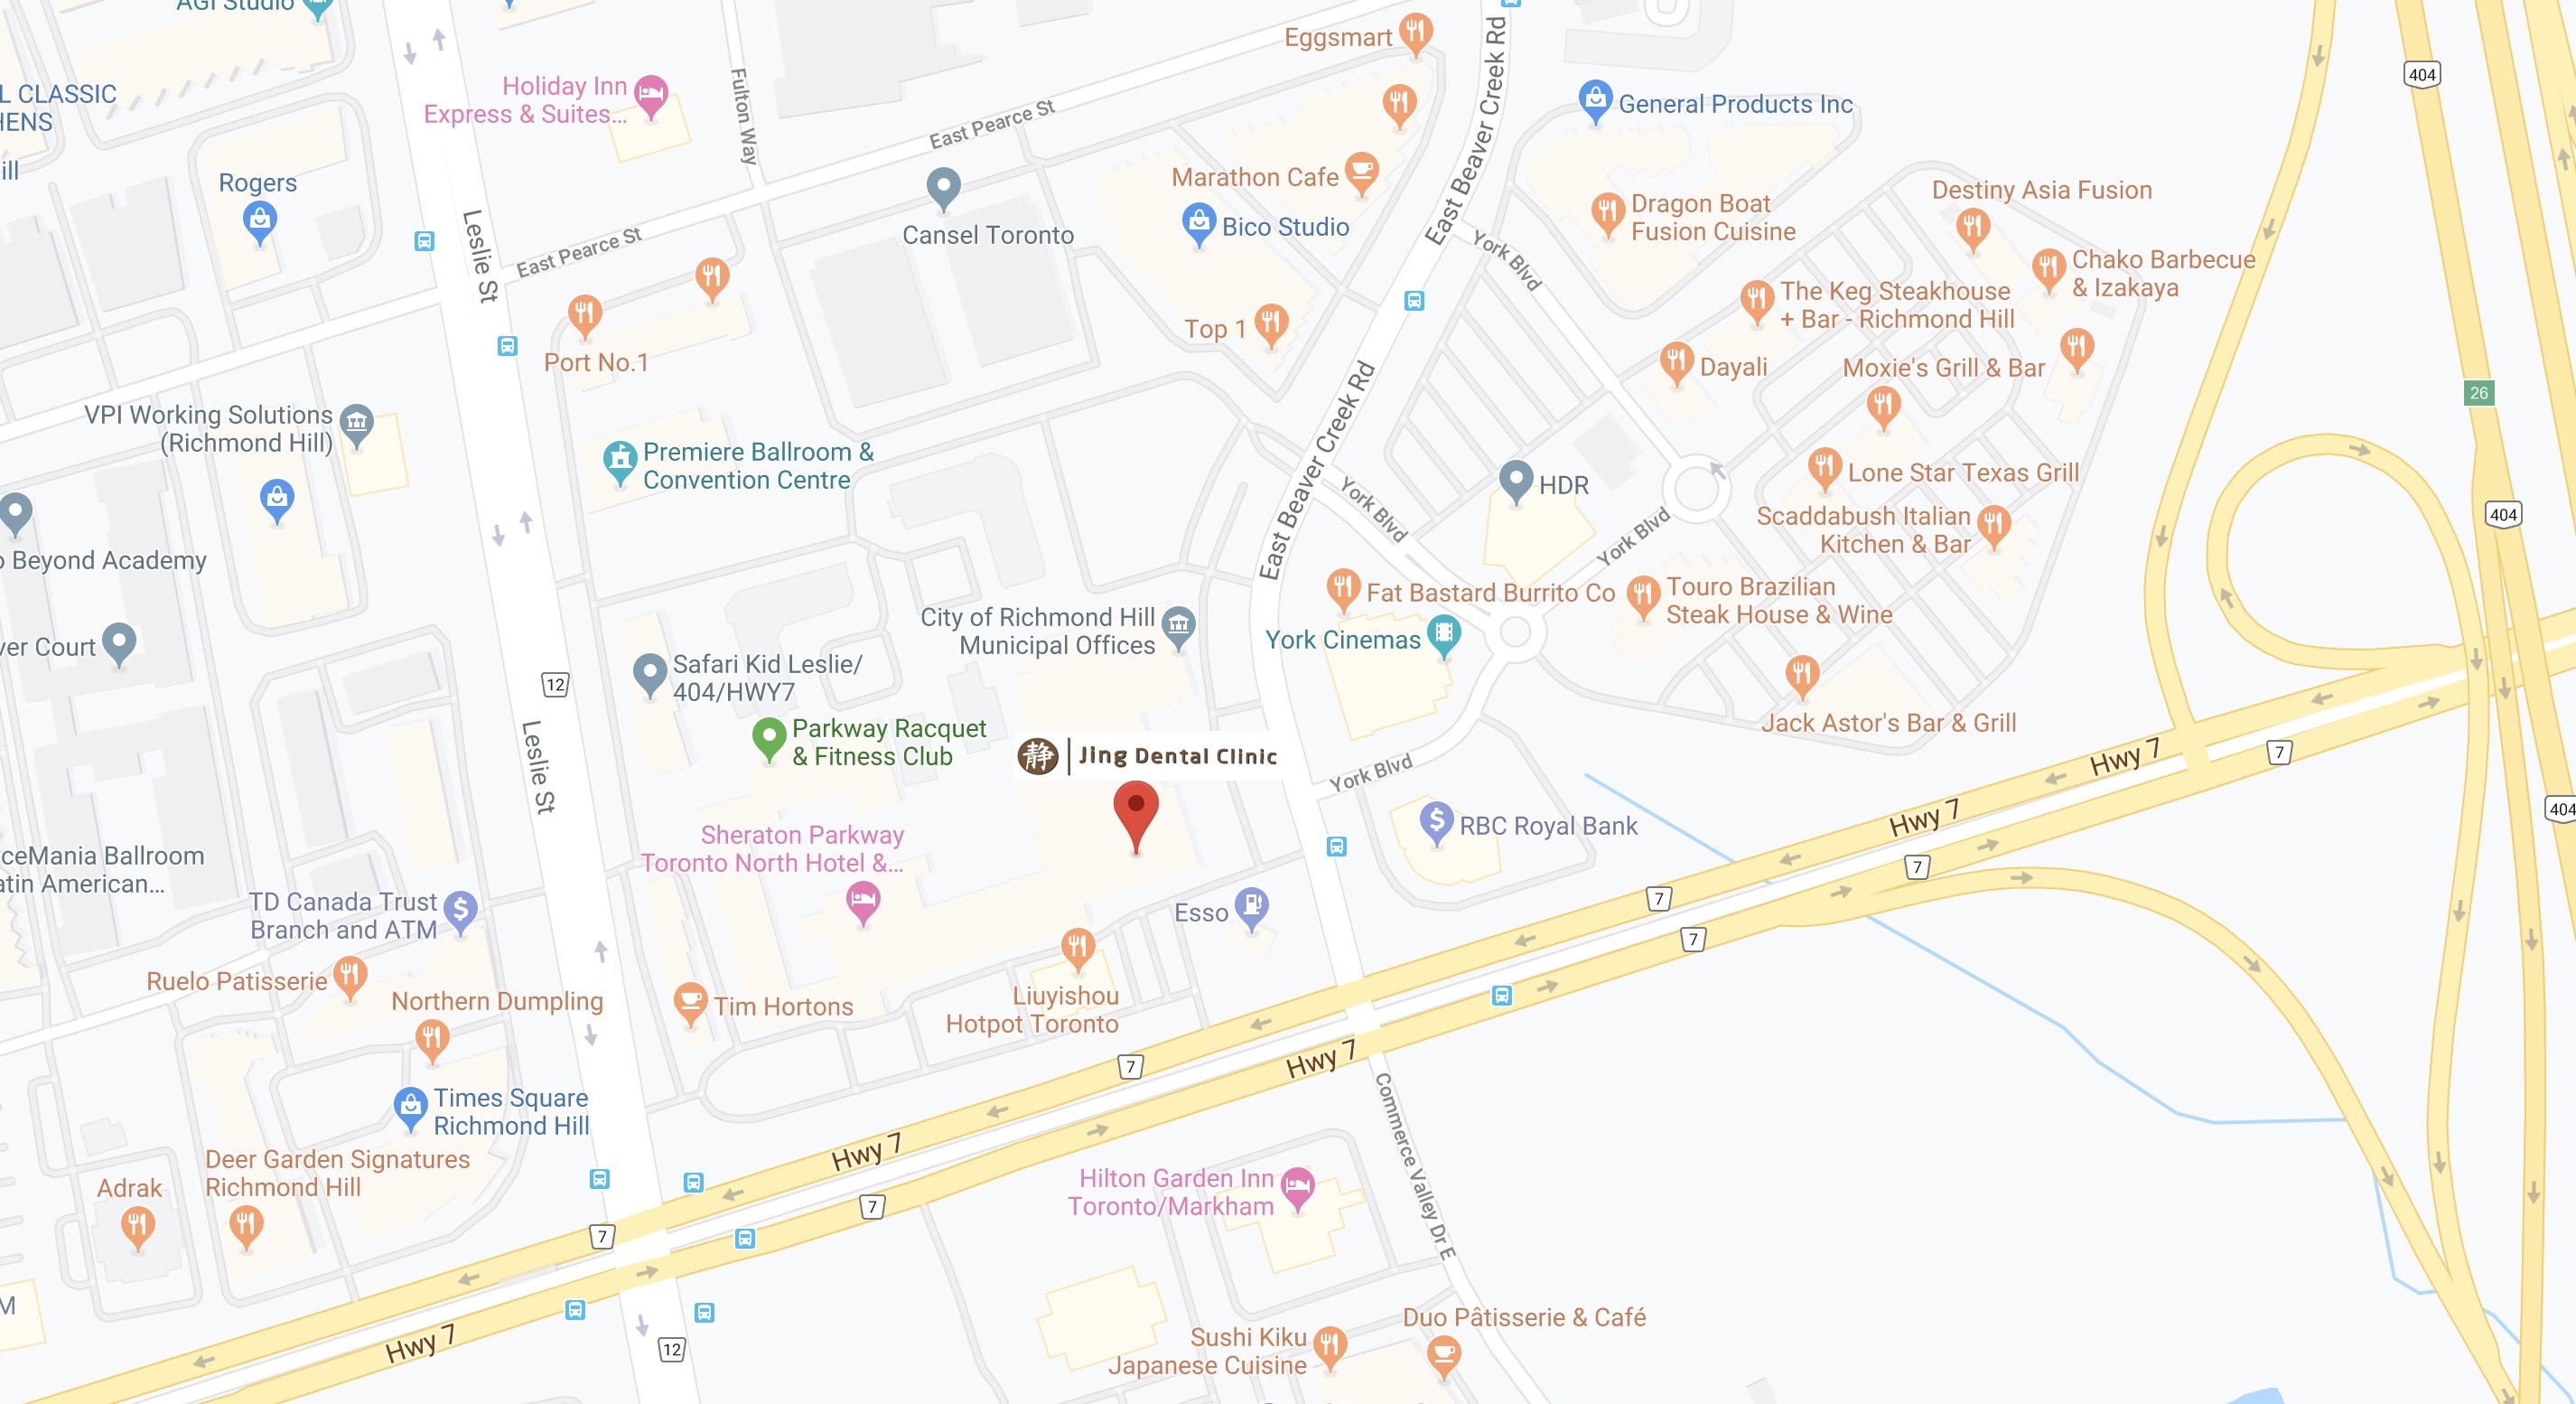 AGI Studio
Eggsmart
East Beaver Creek Rd
404
Holiday Inn
Express & Suites...
Fulton Way
East Pearce St
General Products Inc
L CLASSIC
HENS
ill
Rogers
Leslie St
Cansel Toronto
Marathon Cafe
Bico Studio
East Beaver Creek Rd
York Blvd
Dragon Boat
Fusion Cuisine
Destiny Asia Fusion
Chako Barbecue
& Izakaya
East Pearce St
The Keg Steakhouse
+ Bar - Richmond Hill
Port No.1
Top 1
Dayali
Moxie's Grill & Bar
26
VPI Working Solutions
(Richmond Hill)
Premiere Ballroom &
Convention Centre
East Beaver Creek Rd
York Blvd
HDR
York Blvd
Lone Star Texas Grill
Scaddabush Italian
Kitchen & Bar
404
o Beyond Academy
ver Court
12
Safari Kid Leslie/
404/HWY7
City of Richmond Hill
Municipal Offices
Fat Bastard Burrito Co
York Cinemas
Touro Brazilian
Steak House & Wine
Jack Astor's Bar & Grill
Leslie St
Parkway Racquet
& Fitness Club
静 | Jing Dental Clinic
York Blvd
Hwy 7
7
404
RBC Royal Bank
Hwy 7
7
Sheraton Parkway
Toronto North Hotel &...
ceMania Ballroom
atin American...
TD Canada Trust
Branch and ATM
Esso
7
7
Ruelo Patisserie
Northern Dumpling
Tim Hortons
Liuyishou
Hotpot Toronto
Hwy 7
7
Times Square
Richmond Hill
Commerce Valley Dr E
Hwy 7
Deer Garden Signatures
Richmond Hill
Adrak
Hilton Garden Inn
Toronto/Markham
7
7
M
Hwy 7
12
Sushi Kiku
Japanese Cuisine
Duo Pâtisserie & Café